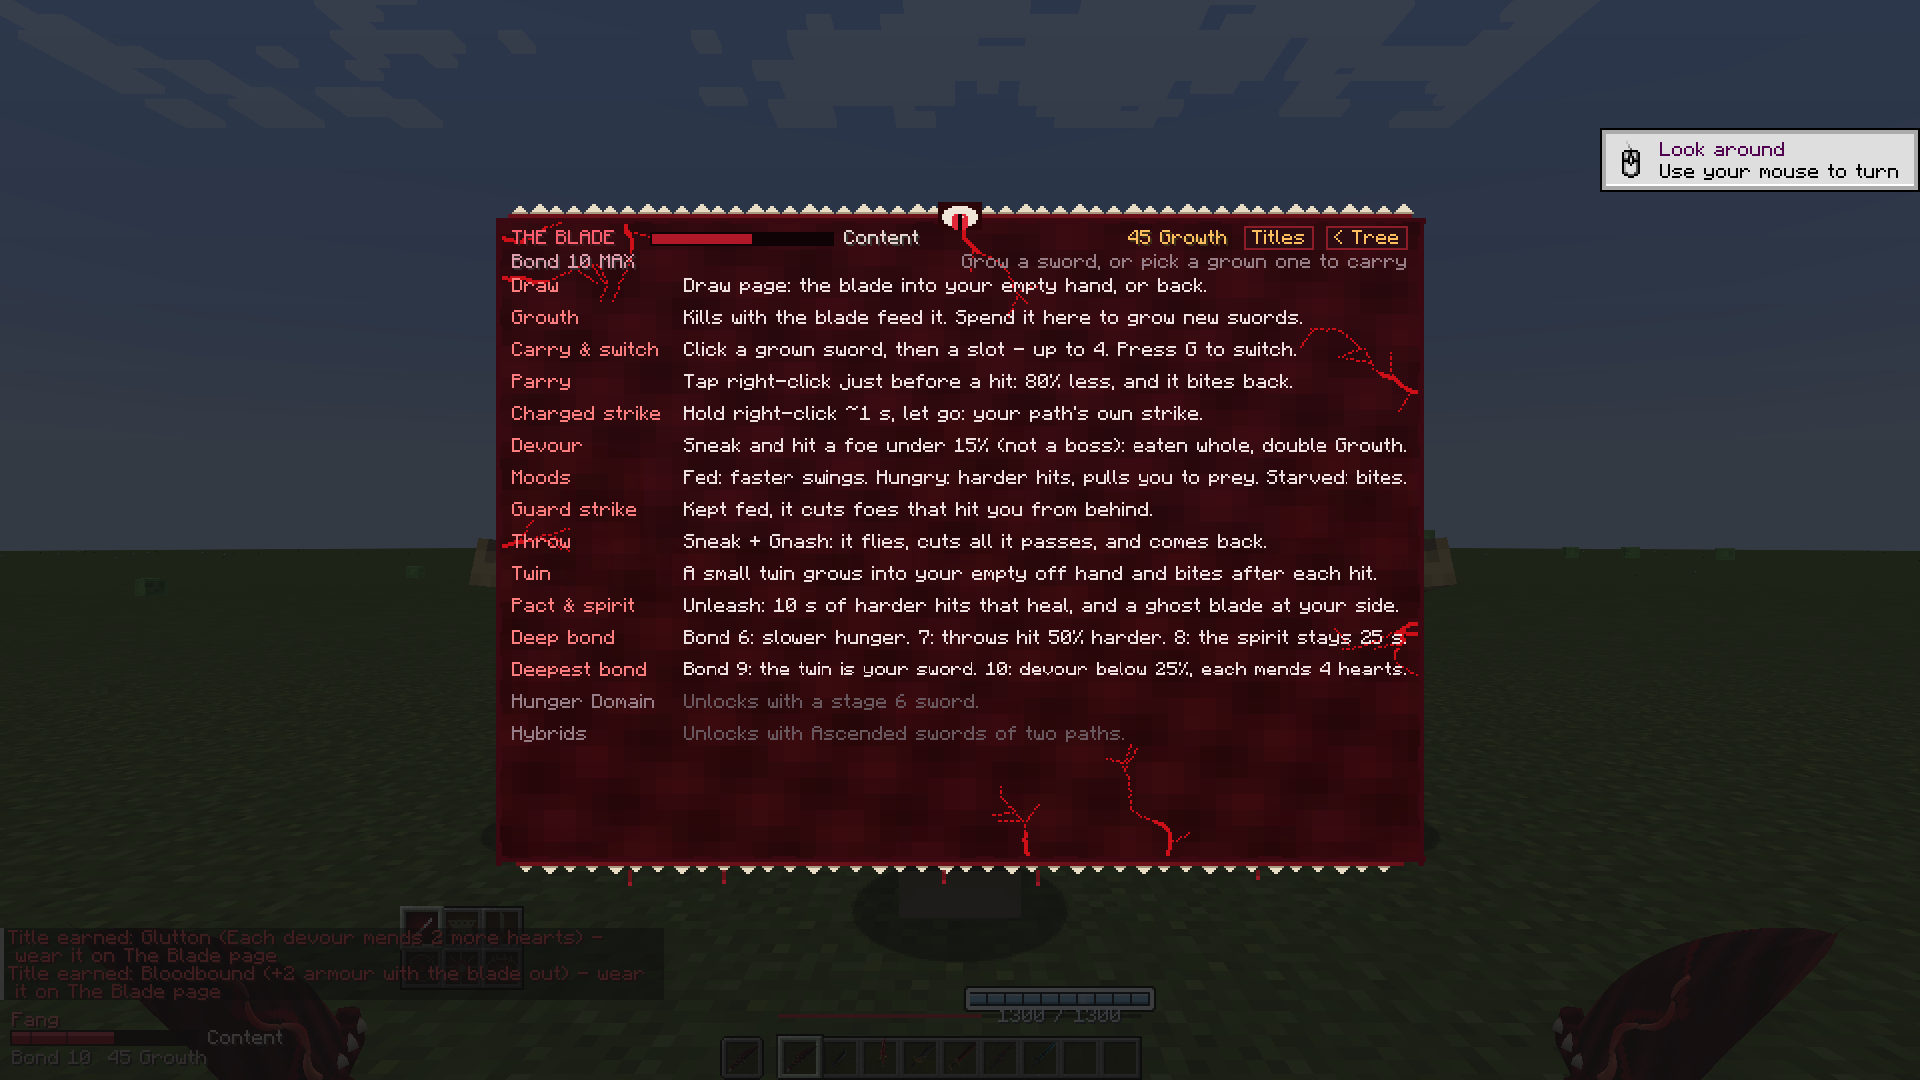 Look around
Use your mouse to turn
THE BLADE Content 45 Growth Titles < Tree
Bond 10 MAX Grow a sword, or pick a grown one to carry
Draw Draw page: the blade into your empty hand, or back.
Growth Kills with the blade feed it. Spend it here to grow new swords.
Carry & switch Click a grown sword, then a slot – up to 4. Press G to switch.
Parry Tap right-click just before a hit: 80% less, and it bites back.
Charged strike Hold right-click ~1 s, let go: your path's own strike.
Devour Sneak and hit a foe under 15% (not a boss): eaten whole, double Growth.
Moods Fed: faster swings. Hungry: harder hits, pulls you to prey. Starved: bites.
Guard strike Kept fed, it cuts foes that hit you from behind.
Throw Sneak + Gnash: it flies, cuts all it passes, and comes back.
Twin A small twin grows into your empty off hand and bites after each hit.
Pact & spirit Unleash: 10 s of harder hits that heal, and a ghost blade at your side.
Deep bond Bond 6: slower hunger. 7: throws hit 50% harder. 8: the spirit stays 25 s.
Deepest bond Bond 9: the twin is your sword. 10: devour below 25%, each mends 4 hearts.
Hunger Domain Unlocks with a stage 6 sword.
Hybrids Unlocks with Ascended swords of two paths.
Title earned: Glutton (Each devour mends 2 more hearts) –
wear it on The Blade page
Title earned: Bloodbound (+2 armour with the blade out) – wear
it on The Blade page
Fang
Content
Bond 10 45 Growth
1300 / 1300